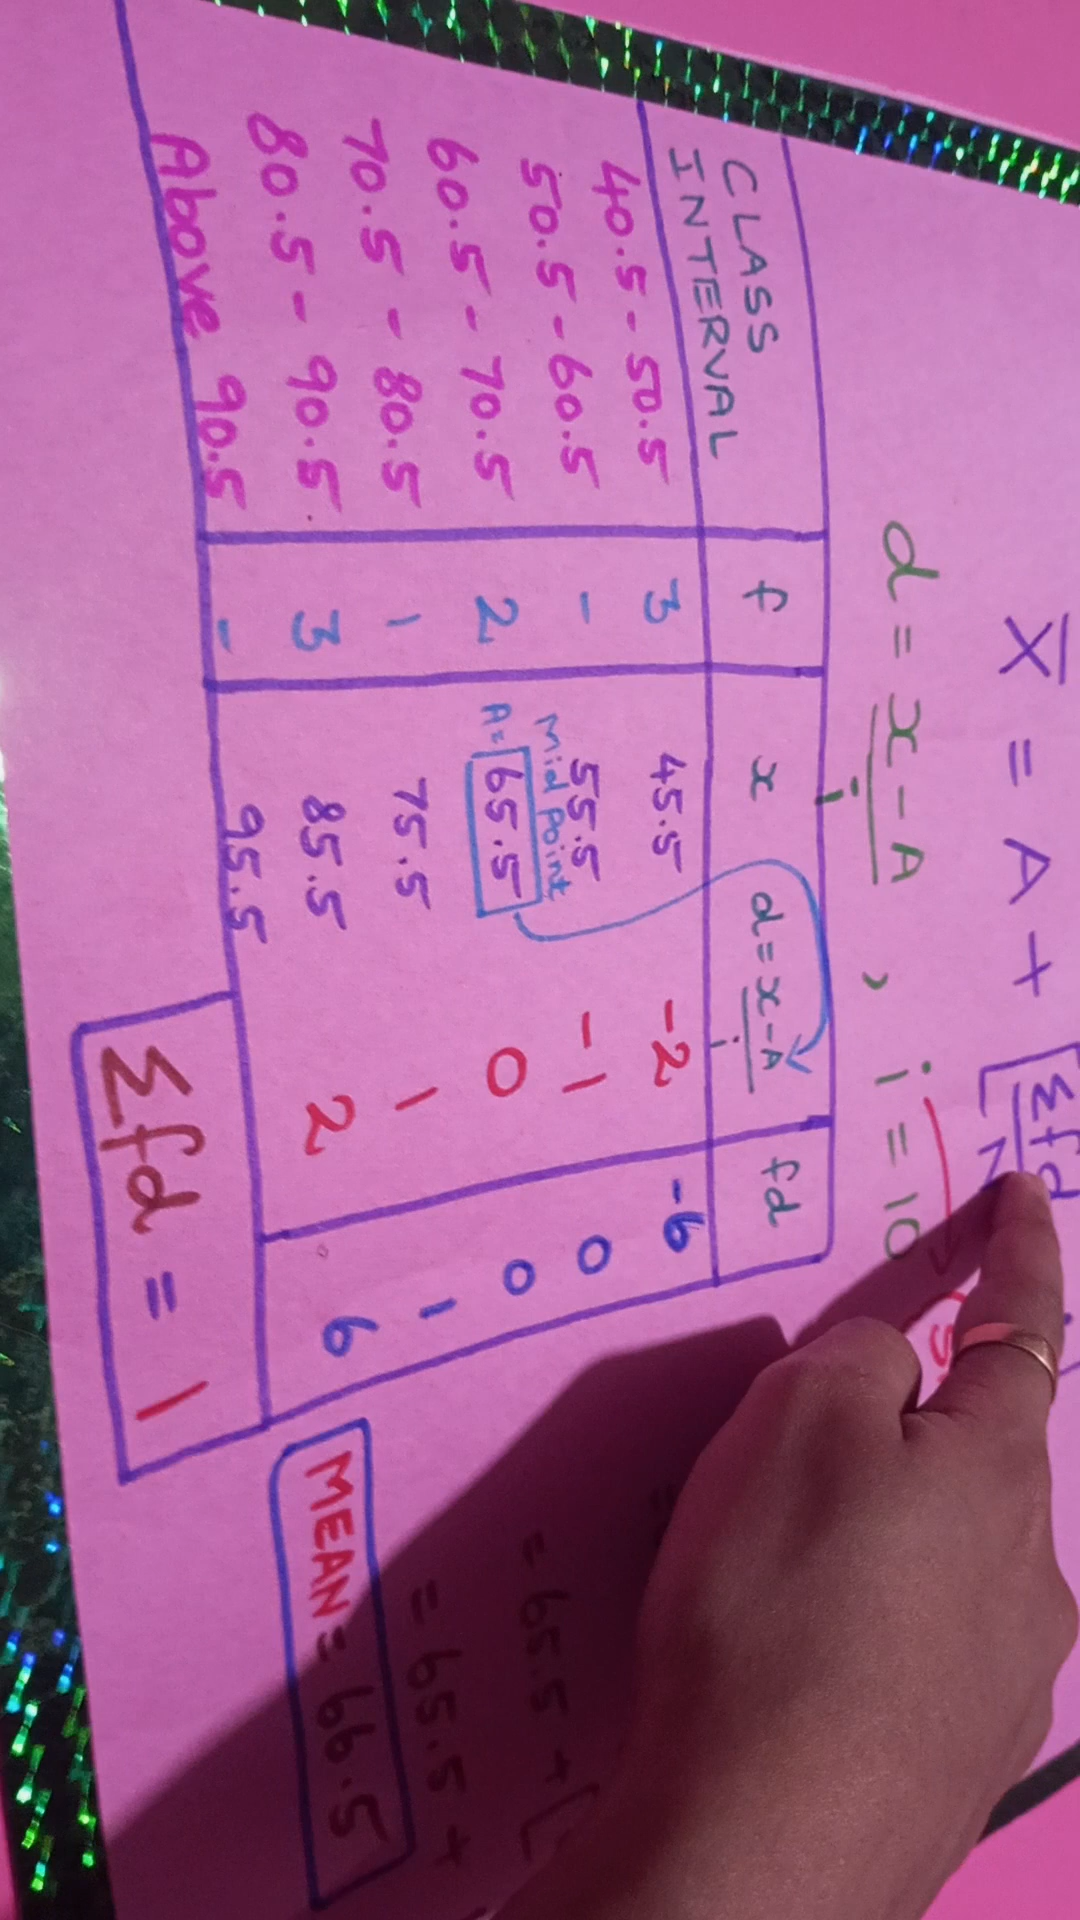 X̄ = A + [Σfd
N
d = x - A , i = 10
i
CLASS INTERVAL f x d = x - A fd
i
40.5 - 50.5 3 45.5 -2 -6
50.5 - 60.5 - 55.5 -1 0
Mid Point
60.5 - 70.5 2 A = 65.5 0 0
70.5 - 80.5 1 75.5 1 1
80.5 - 90.5 3 85.5 2 6
Above 90.5 - 95.5
Σfd = 1
= 65.5 + [
= 65.5 +
MEAN = 66.5